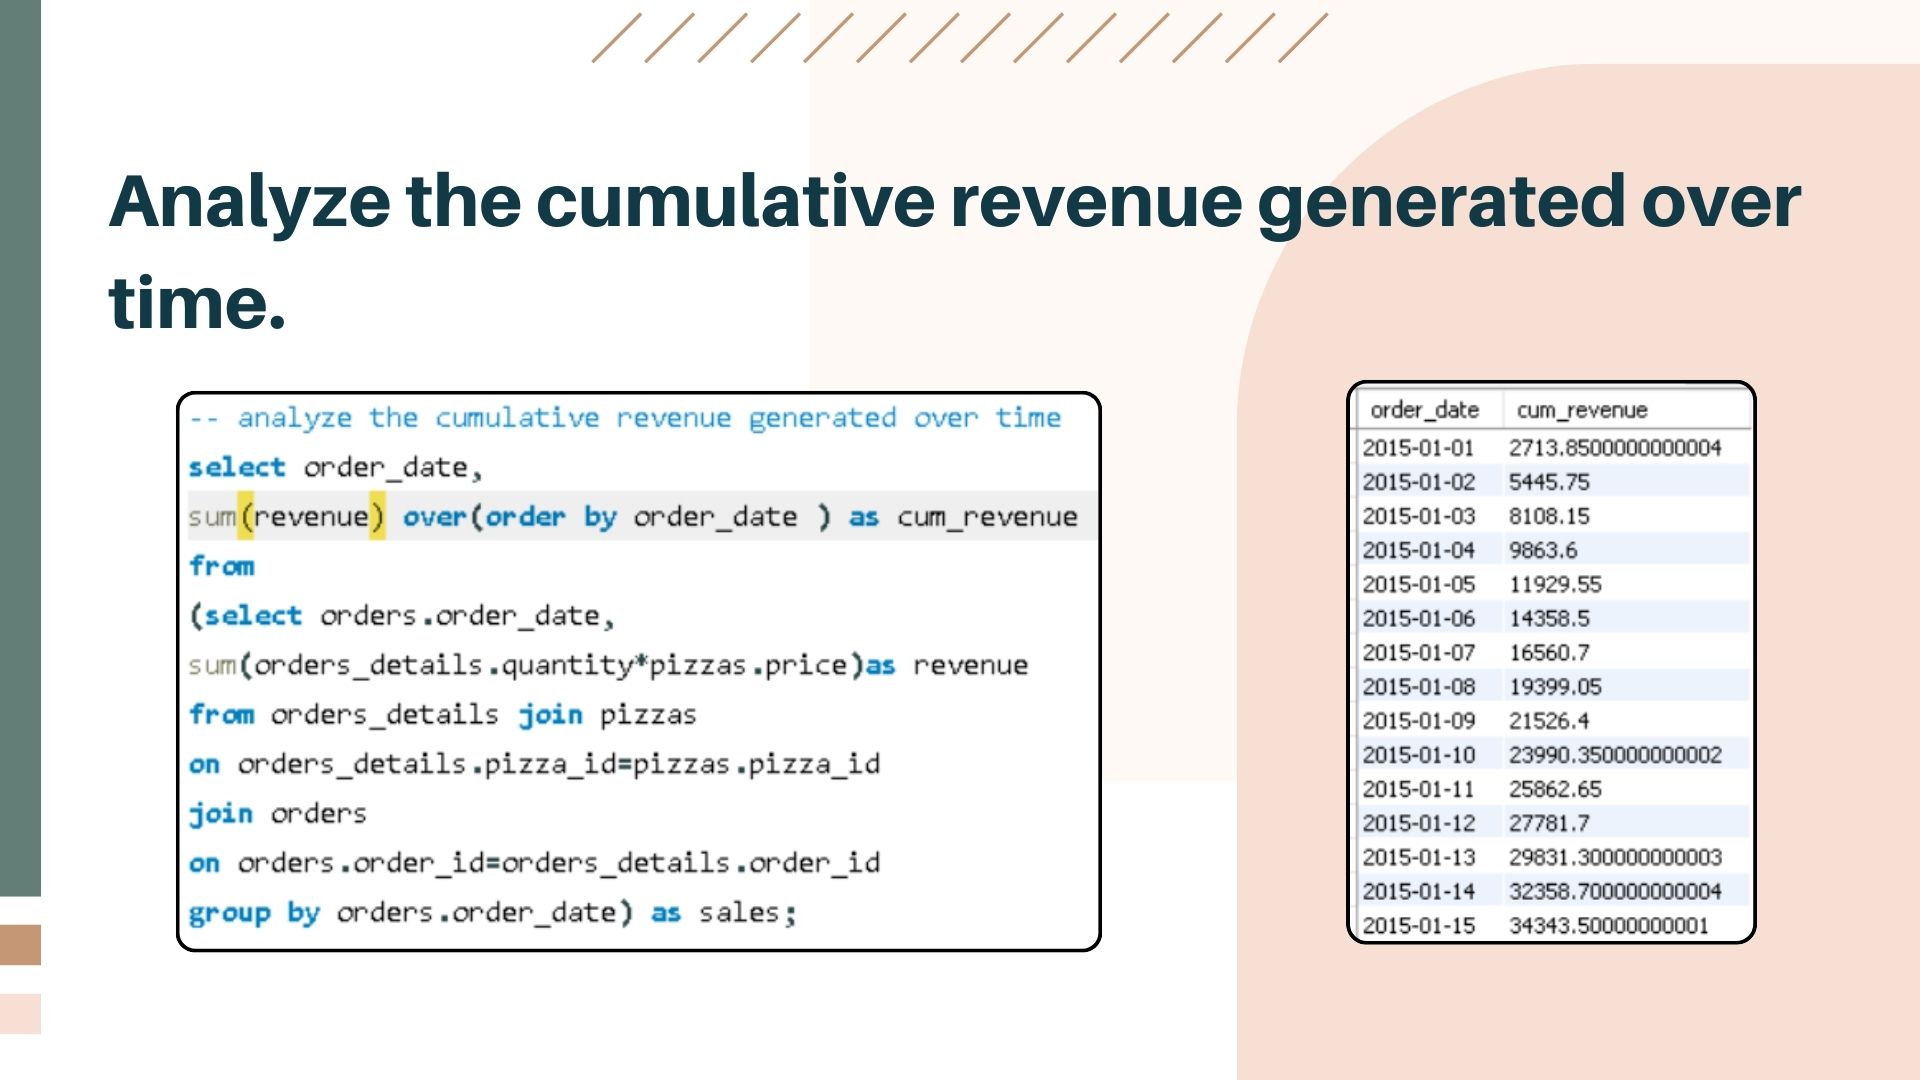 Analyze the cumulative revenue generated over
time.
-- analyze the cumulative revenue generated over time
select order_date,
sum(revenue) over(order by order_date ) as cum_revenue
from
(select orders.order_date,
sum(orders_details.quantity*pizzas.price)as revenue
from orders_details join pizzas
on orders_details.pizza_id=pizzas.pizza_id
join orders
on orders.order_id=orders_details.order_id
group by orders.order_date) as sales;
order_date cum_revenue
2015-01-01 2713.8500000000004
2015-01-02 5445.75
2015-01-03 8108.15
2015-01-04 9863.6
2015-01-05 11929.55
2015-01-06 14358.5
2015-01-07 16560.7
2015-01-08 19399.05
2015-01-09 21526.4
2015-01-10 23990.350000000002
2015-01-11 25862.65
2015-01-12 27781.7
2015-01-13 29831.300000000003
2015-01-14 32358.700000000004
2015-01-15 34343.50000000001